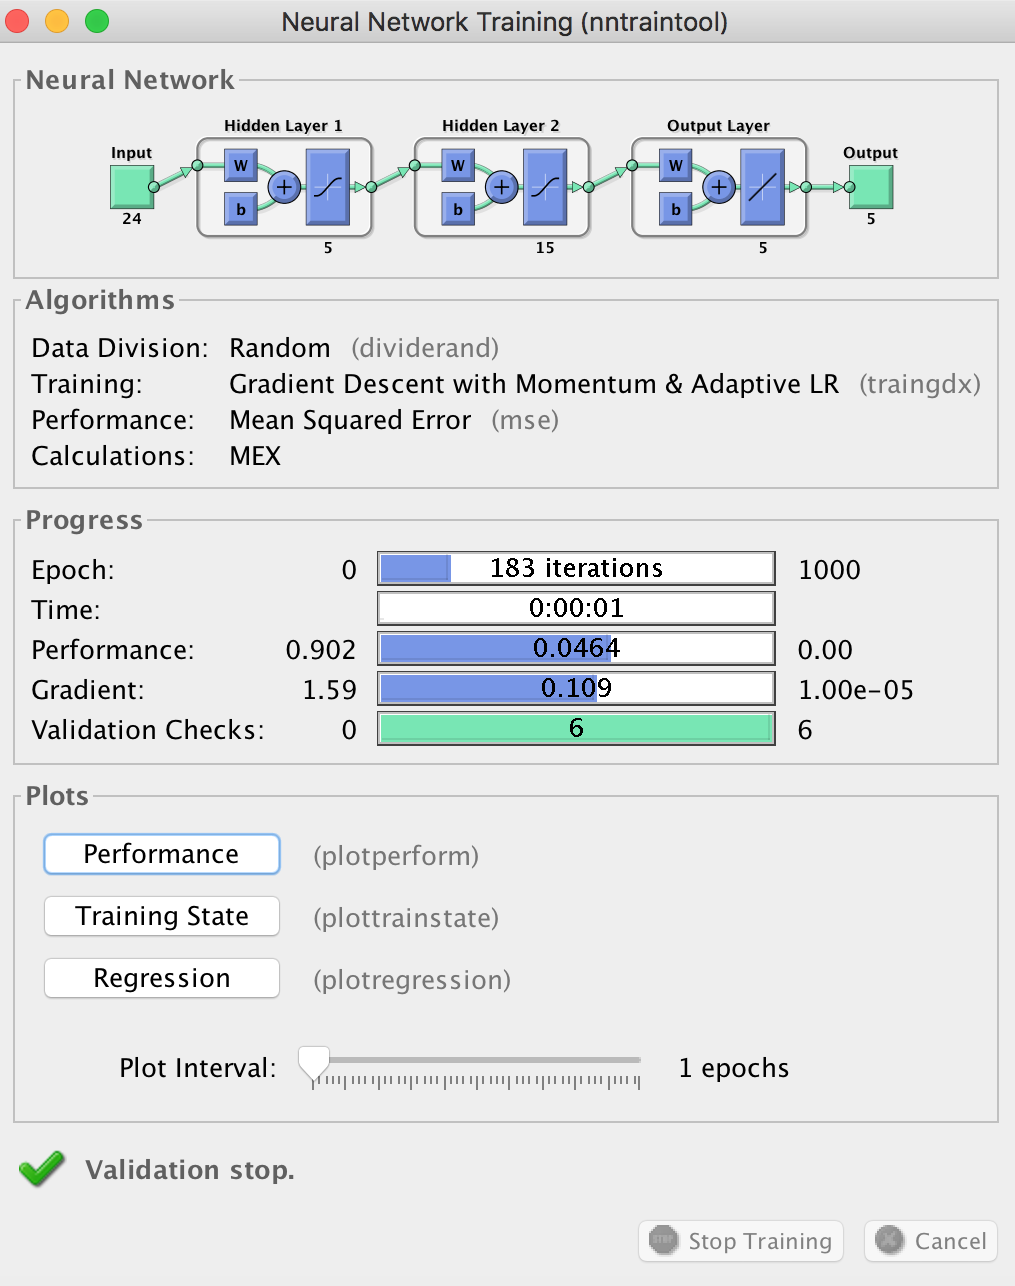 Neural Network Training (nntraintool)
Neural Network
Hidden Layer 1 Hidden Layer 2 Output Layer
Input Output
W W W
+ + +
b b b
24 5
5 15 5
Algorithms
Data Division: Random (dividerand)
Training: Gradient Descent with Momentum & Adaptive LR (traingdx)
Performance: Mean Squared Error (mse)
Calculations: MEX
Progress
Epoch: 0 183 iterations 1000
Time: 0:00:01
Performance: 0.902 0.0464 0.00
Gradient: 1.59 0.109 1.00e-05
Validation Checks: 0 6 6
Plots
Performance (plotperform)
Training State (plottrainstate)
Regression (plotregression)
Plot Interval: 1 epochs
Validation stop.
STOP Stop Training Cancel